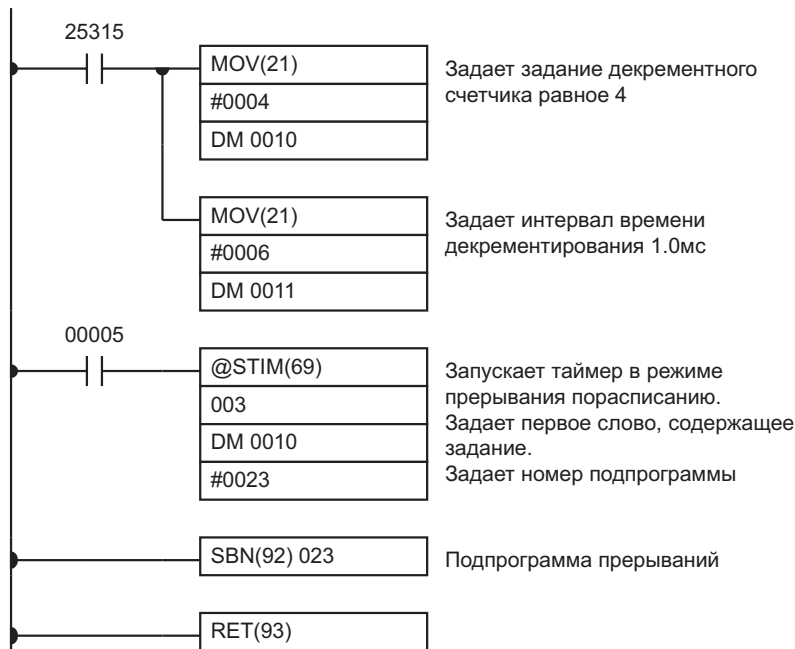 25315
MOV(21)
#0004
DM 0010
Задает задание декрементного
счетчика равное 4
MOV(21)
#0006
DM 0011
Задает интервал времени
декрементирования 1.0мс
00005
@STIM(69)
003
DM 0010
#0023
Запускает таймер в режиме
прерывания порасписанию.
Задает первое слово, содержащее
задание.
Задает номер подпрограммы
SBN(92) 023
Подпрограмма прерываний
RET(93)